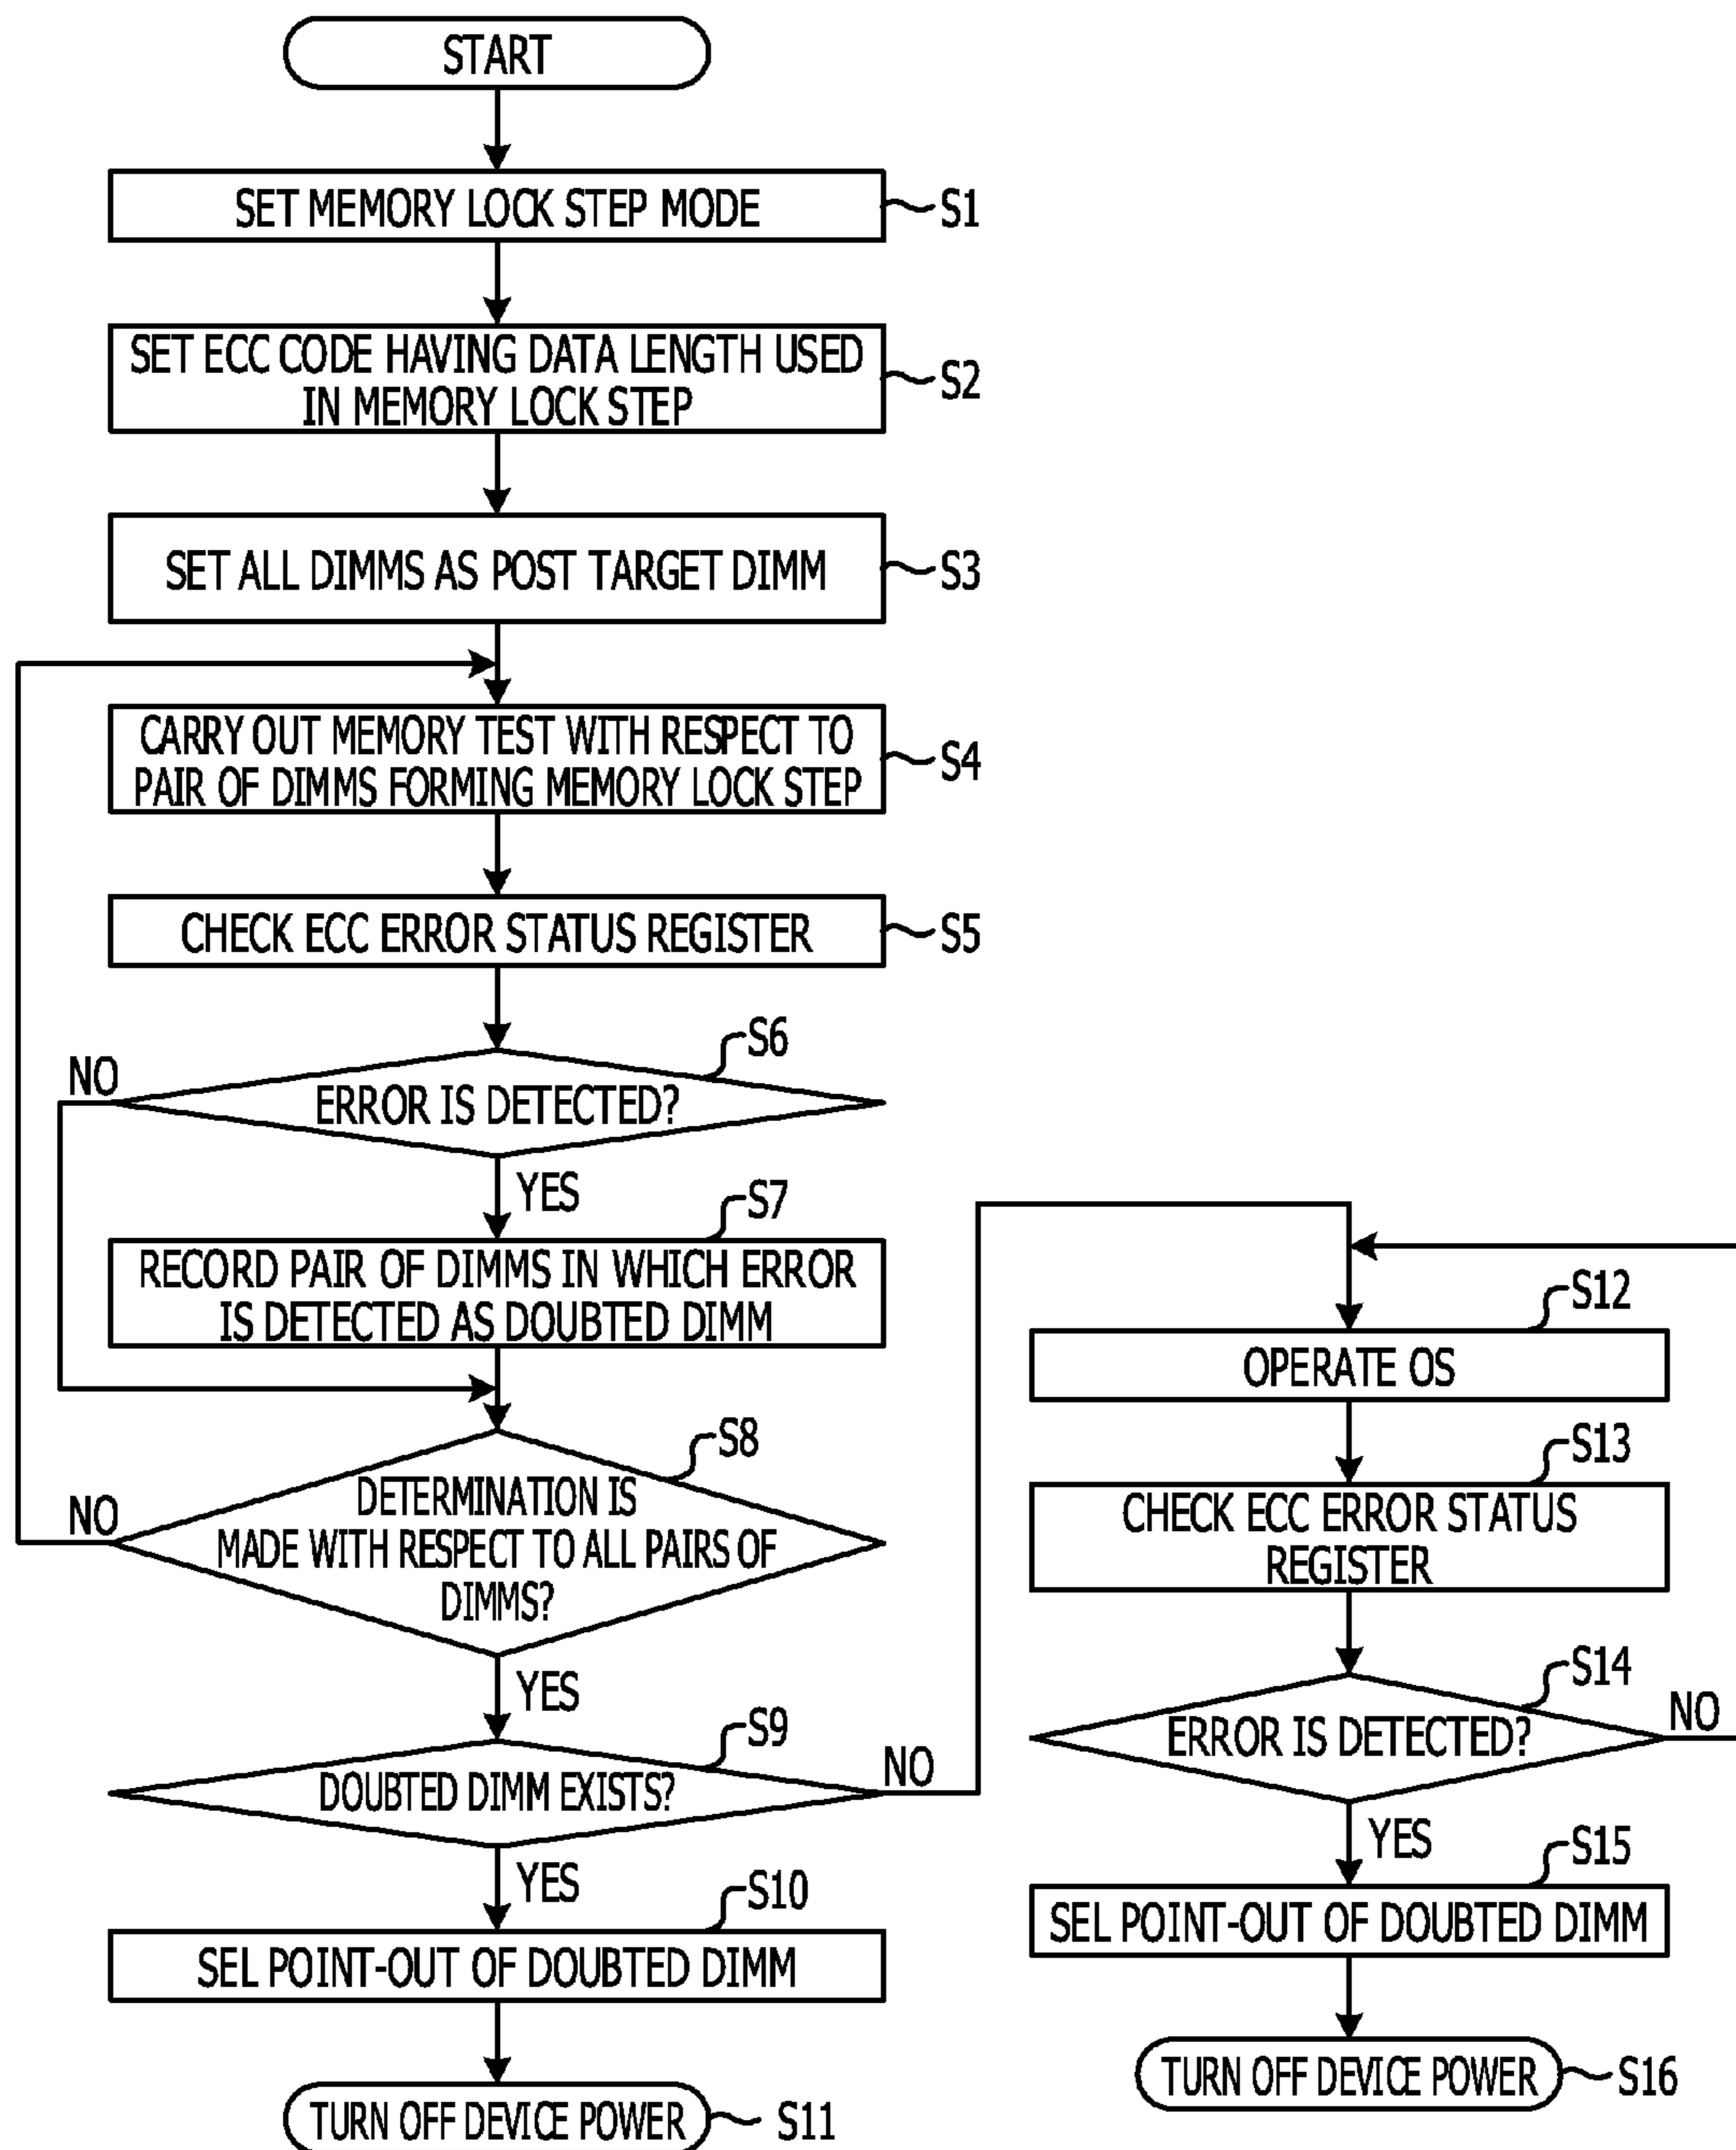 START
SET MEMORY LOCK STEP MODE
S1
SET ECC CODE HAVING DATA LENGTH USED
IN MEMORY LOCK STEP
S2
SET ALL DIMMS AS POST TARGET DIMM
S3
CARRY OUT MEMORY TEST WITH RESPECT TO
PAIR OF DIMMS FORMING MEMORY LOCK STEP
S4
CHECK ECC ERROR STATUS REGISTER
S5
S6
NO
ERROR IS DETECTED?
YES
S7
RECORD PAIR OF DIMMS IN WHICH ERROR
IS DETECTED AS DOUBTED DIMM
S8
NO
DETERMINATION IS
MADE WITH RESPECT TO ALL PAIRS OF
DIMMS?
YES
S9
DOUBTED DIMM EXISTS?
NO
YES
S10
SEL POINT-OUT OF DOUBTED DIMM
TURN OFF DEVICE POWER
S11
S12
OPERATE OS
S13
CHECK ECC ERROR STATUS
REGISTER
S14
ERROR IS DETECTED?
NO
YES
S15
SEL POINT-OUT OF DOUBTED DIMM
TURN OFF DEVICE POWER
S16